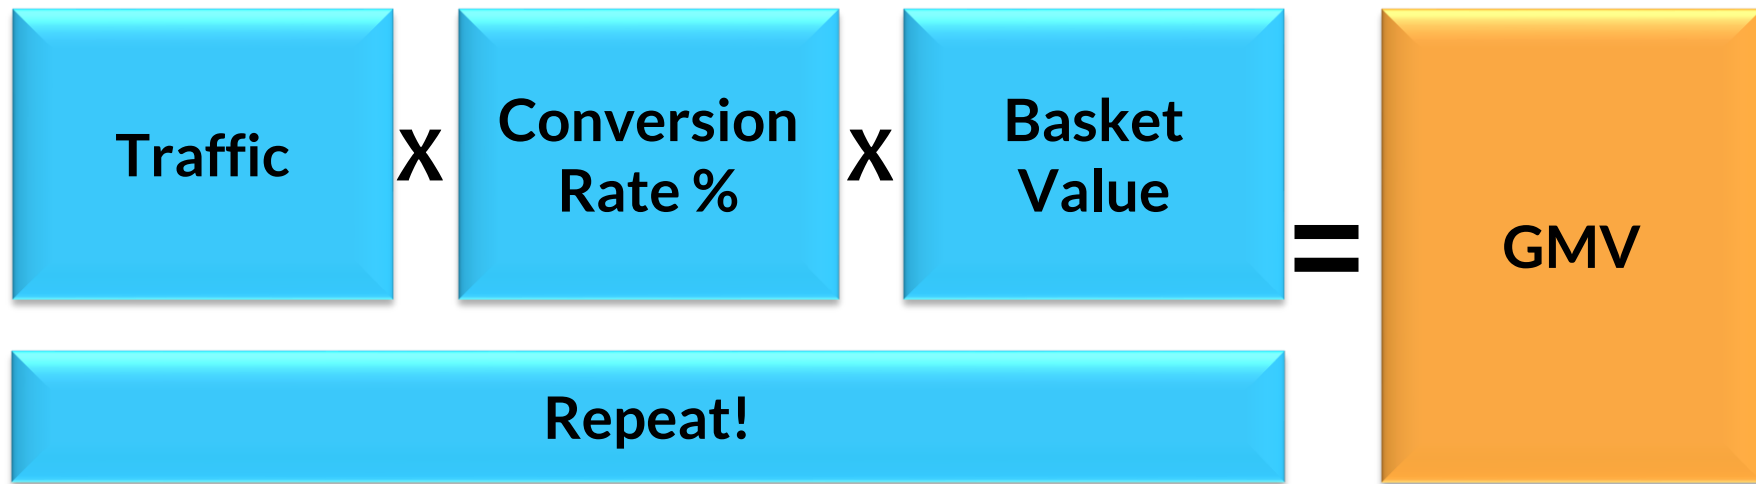 Traffic
X
Conversion
Rate %
X
Basket
Value
=
GMV
Repeat!